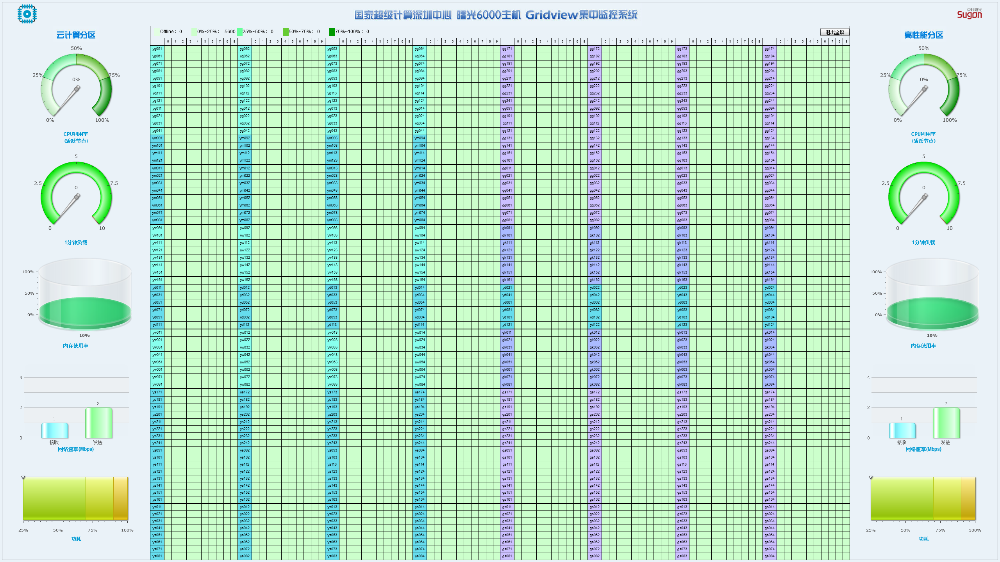 国家超级计算深圳中心 曙光6000主机 Gridview集中监控系统
中科曙光
Sugon
云计算分区
50%
25%
75%
0%
0%
100%
CPU利用率
(活跃节点)
5
2.5
7.5
0
0
10
1分钟负载
100%
50%
0%
10%
内存使用率
4
2
0
1
2
接收
发送
网络速率(Mbps)
25%
50%
75%
100%
功耗
Offline： 0 0%~25%： 5600 25%~50%： 0 50%~75%： 0 75%~100%： 0
退出全屏
0 1 2 3 4 5 6 7 8 9 0 1 2 3 4 5 6 7 8 9 0 1 2 3 4 5 6 7 8 9 0 1 2 3 4 5 6 7 8 9 0 1 2 3 4 5 6 7 8 9 0 1 2 3 4 5 6 7 8 9 0 1 2 3 4 5 6 7 8 9 0 1 2 3 4 5 6 7 8 9
yg051 yg052 yg053 yg054 gg171 gg172 gg173 gg174
yg061 yg062 yg063 yg064 gg181 gg182 gg183 gg184
yg071 yg072 yg073 yg074 gg191 gg192 gg193 gg194
yg081 yg082 yg083 yg084 gg201 gg202 gg203 gg204
yg091 yg092 yg093 yg094 gg211 gg212 gg213 gg214
yg101 yg102 yg103 yg104 gg221 gg222 gg223 gg224
yg111 yg112 yg113 yg114 gg231 gg232 gg233 gg234
yg121 yg122 yg123 yg124 gg241 gg242 gg243 gg244
yg011 yg012 yg013 yg014 gg091 gg092 gg093 gg094
yg021 yg022 yg023 yg024 gg101 gg102 gg103 gg104
yg031 yg032 yg033 yg034 gg111 gg112 gg113 gg114
yg041 yg042 yg043 yg044 gg121 gg122 gg123 gg124
ym091 ym092 ym093 ym094 gg131 gg132 gg133 gg134
ym101 ym102 ym103 ym104 gg141 gg142 gg143 gg144
ym111 ym112 ym113 ym114 gg151 gg152 gg153 gg154
ym121 ym122 ym123 ym124 gg161 gg162 gg163 gg164
ym011 ym012 ym013 ym014 gg011 gg012 gg013 gg014
ym021 ym022 ym023 ym024 gg021 gg022 gg023 gg024
ym031 ym032 ym033 ym034 gg031 gg032 gg033 gg034
ym041 ym042 ym043 ym044 gg041 gg042 gg043 gg044
ym051 ym052 ym053 ym054 gg051 gg052 gg053 gg054
ym061 ym062 ym063 ym064 gg061 gg062 gg063 gg064
ym071 ym072 ym073 ym074 gg071 gg072 gg073 gg074
ym081 ym082 ym083 ym084 gg081 gg082 gg083 gg084
yw091 yw092 yw093 yw094 gk091 gk092 gk093 gk094
yw101 yw102 yw103 yw104 gk101 gk102 gk103 gk104
yw111 yw112 yw113 yw114 gk111 gk112 gk113 gk114
yw121 yw122 yw123 yw124 gk121 gk122 gk123 gk124
yw131 yw132 yw133 yw134 gk131 gk132 gk133 gk134
yw141 yw142 yw143 yw144 gk141 gk142 gk143 gk144
yw151 yw152 yw153 yw154 gk151 gk152 gk153 gk154
yw161 yw162 yw163 yw164 gk161 gk162 gk163 gk164
yd011 yd012 yd013 yd014 yd021 yd022 yd023 yd024
yd031 yd032 yd033 yd034 yd041 yd042 yd043 yd044
yd051 yd052 yd053 yd054 yd061 yd062 yd063 yd064
yd071 yd072 yd073 yd074 yd081 yd082 yd083 yd084
yd091 yd092 yd093 yd094 yd101 yd102 yd103 yd104
yd111 yd112 yd113 yd114 yd121 yd122 yd123 yd124
yw011 yw012 yw013 yw014 gk011 gk012 gk013 gk014
yw021 yw022 yw023 yw024 gk021 gk022 gk023 gk024
yw031 yw032 yw033 yw034 gk031 gk032 gk033 gk034
yw041 yw042 yw043 yw044 gk041 gk042 gk043 gk044
yw051 yw052 yw053 yw054 gk051 gk052 gk053 gk054
yw061 yw062 yw063 yw064 gk061 gk062 gk063 gk064
yw071 yw072 yw073 yw074 gk071 gk072 gk073 gk074
yw081 yw082 yw083 yw084 gk081 gk082 gk083 gk084
ys171 ys172 ys173 ys174 gs171 gs172 gs173 gs174
ys181 ys182 ys183 ys184 gs181 gs182 gs183 gs184
ys191 ys192 ys193 ys194 gs191 gs192 gs193 gs194
ys201 ys202 ys203 ys204 gs201 gs202 gs203 gs204
ys211 ys212 ys213 ys214 gs211 gs212 gs213 gs214
ys221 ys222 ys223 ys224 gs221 gs222 gs223 gs224
ys231 ys232 ys233 ys234 gs231 gs232 gs233 gs234
ys241 ys242 ys243 ys244 gs241 gs242 gs243 gs244
ys091 ys092 ys093 ys094 gs091 gs092 gs093 gs094
ys101 ys102 ys103 ys104 gs101 gs102 gs103 gs104
ys111 ys112 ys113 ys114 gs111 gs112 gs113 gs114
ys121 ys122 ys123 ys124 gs121 gs122 gs123 gs124
ys131 ys132 ys133 ys134 gs131 gs132 gs133 gs134
ys141 ys142 ys143 ys144 gs141 gs142 gs143 gs144
ys151 ys152 ys153 ys154 gs151 gs152 gs153 gs154
ys161 ys162 ys163 ys164 gs161 gs162 gs163 gs164
ys011 ys012 ys013 ys014 gs011 gs012 gs013 gs014
ys021 ys022 ys023 ys024 gs021 gs022 gs023 gs024
ys031 ys032 ys033 ys034 gs031 gs032 gs033 gs034
ys041 ys042 ys043 ys044 gs041 gs042 gs043 gs044
ys051 ys052 ys053 ys054 gs051 gs052 gs053 gs054
ys061 ys062 ys063 ys064 gs061 gs062 gs063 gs064
ys071 ys072 ys073 ys074 gs071 gs072 gs073 gs074
ys081 ys082 ys083 ys084 gs081 gs082 gs083 gs084
高性能分区
50%
25%
75%
0%
0%
100%
CPU利用率
(活跃节点)
5
2.5
7.5
0
0
10
1分钟负载
100%
50%
0%
10%
内存使用率
4
2
0
1
2
接收
发送
网络速率(Mbps)
25%
50%
75%
100%
功耗